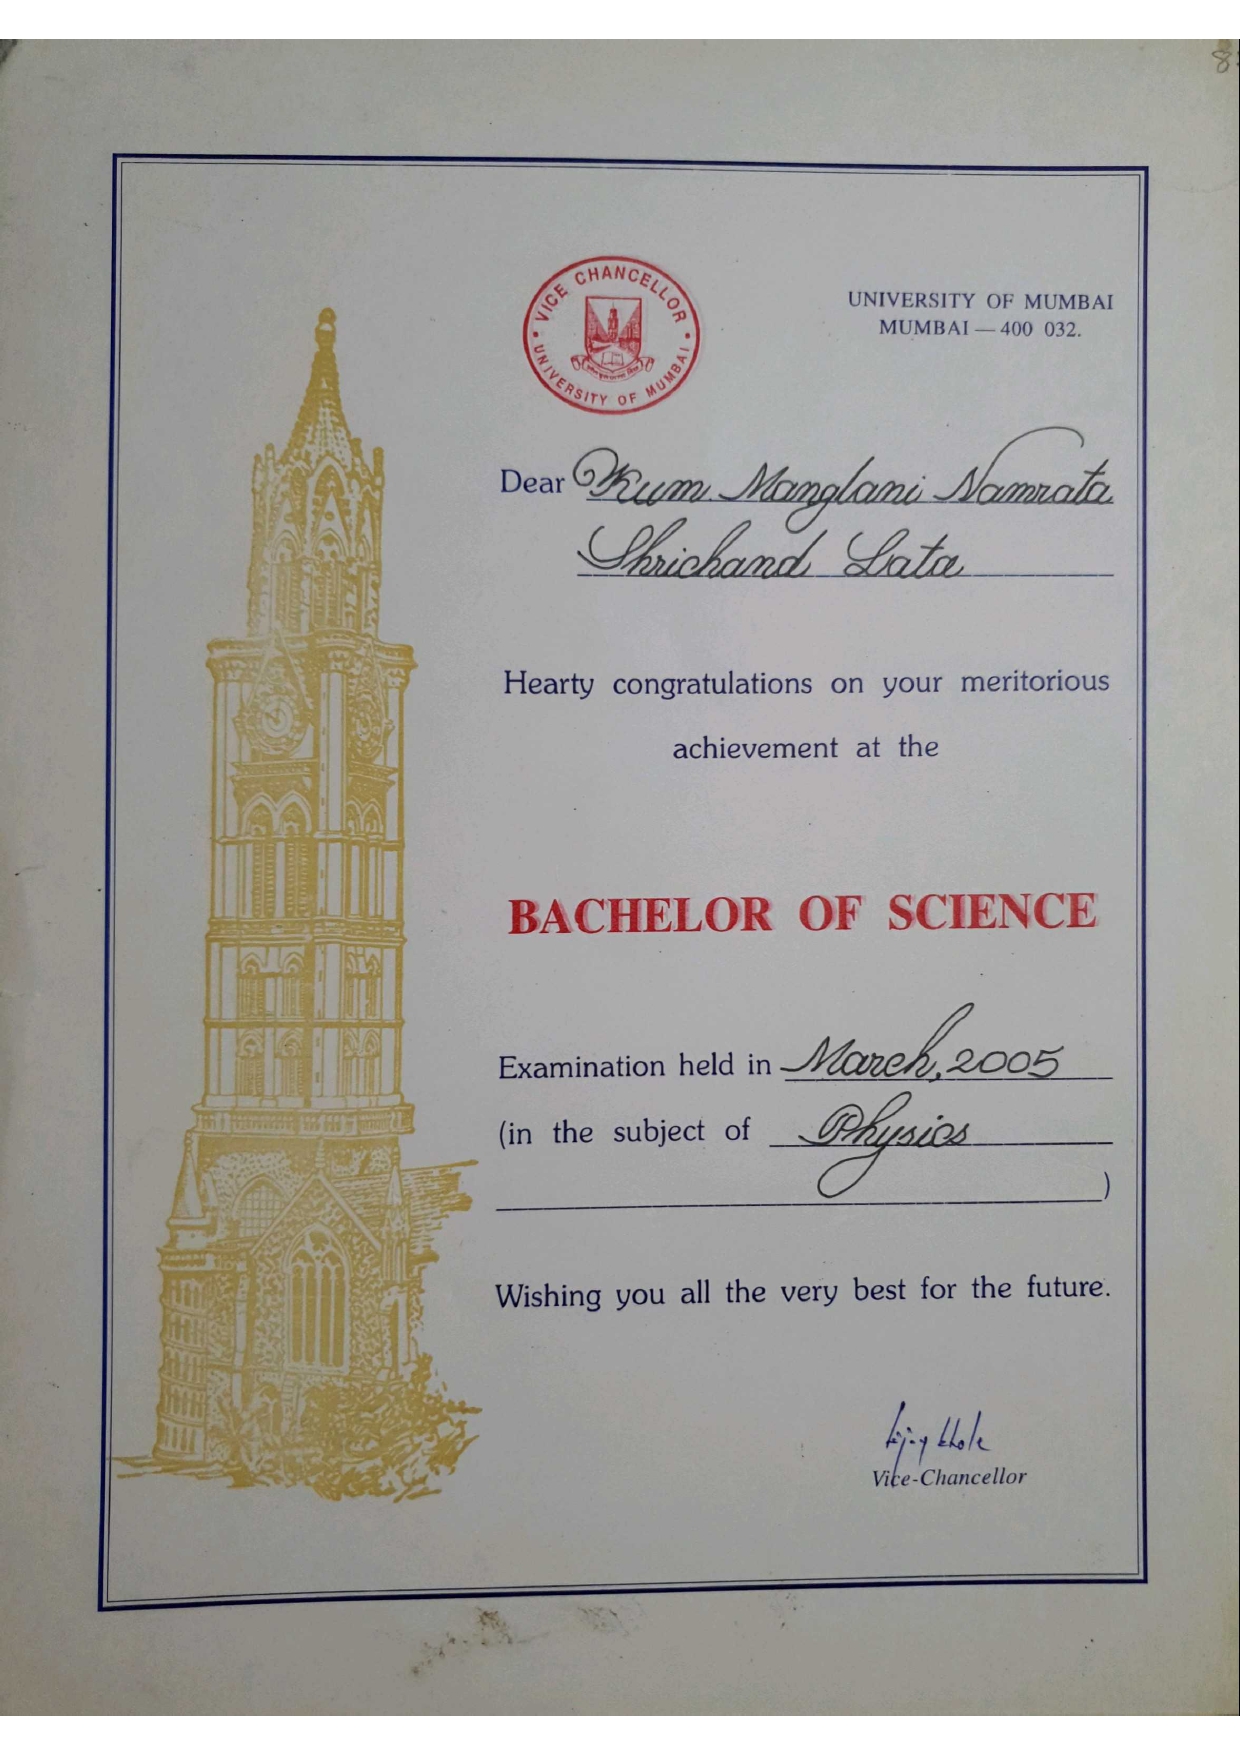 8
VICE CHANCELLOR
UNIVERSITY OF MUMBAI
UNIVERSITY OF MUMBAI
MUMBAI — 400 032.
Dear Kum Manglani Namrata
Shrichand Lata
Hearty congratulations on your meritorious
achievement at the
BACHELOR OF SCIENCE
Examination held in March, 2005
(in the subject of Physics
)
Wishing you all the very best for the future.
Vice-Chancellor